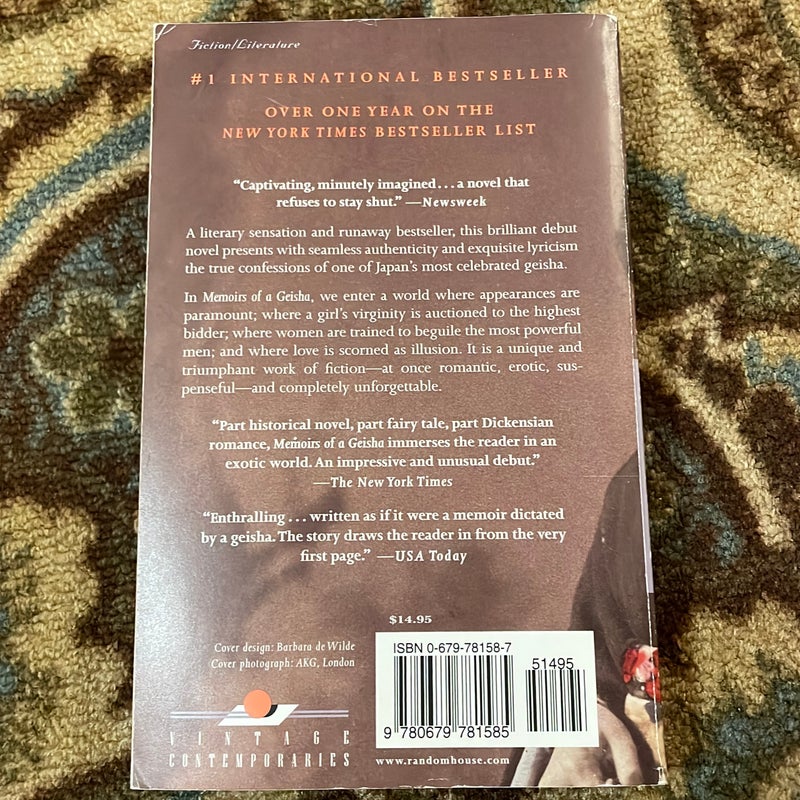 Fiction/Literature
#1 INTERNATIONAL BESTSELLER
OVER ONE YEAR ON THE
NEW YORK TIMES BESTSELLER LIST
“Captivating, minutely imagined...a novel that
refuses to stay shut.” —Newsweek
A literary sensation and runaway bestseller, this brilliant debut
novel presents with seamless authenticity and exquisite lyricism
the true confessions of one of Japan’s most celebrated geisha.
In Memoirs of a Geisha, we enter a world where appearances are
paramount; where a girl’s virginity is auctioned to the highest
bidder; where women are trained to beguile the most powerful
men; and where love is scorned as illusion. It is a unique and
triumphant work of fiction—at once romantic, erotic, sus-
penseful—and completely unforgettable.
“Part historical novel, part fairy tale, part Dickensian
romance, Memoirs of a Geisha immerses the reader in an
exotic world. An impressive and unusual debut.”
—The New York Times
“Enthralling...written as if it were a memoir dictated
by a geisha. The story draws the reader in from the very
first page.” —USA Today
$14.95
Cover design: Barbara de Wilde
Cover photograph: AKG, London
ISBN 0-679-78158-7
51495
9 780679 781585
VINTAGE
CONTEMPORARIES
www.randomhouse.com